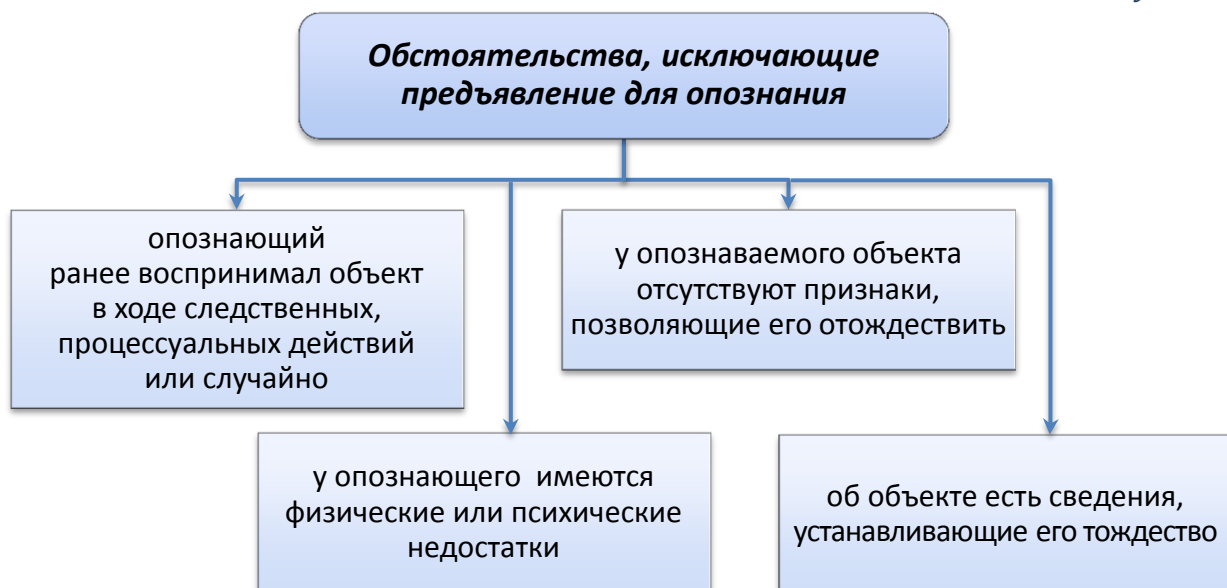 Обстоятельства, исключающие
предъявление для опознания
опознающий
ранее воспринимал объект
в ходе следственных,
процессуальных действий
или случайно
у опознаваемого объекта
отсутствуют признаки,
позволяющие его отождествить
у опознающего имеются
физические или психические
недостатки
об объекте есть сведения,
устанавливающие его тождество